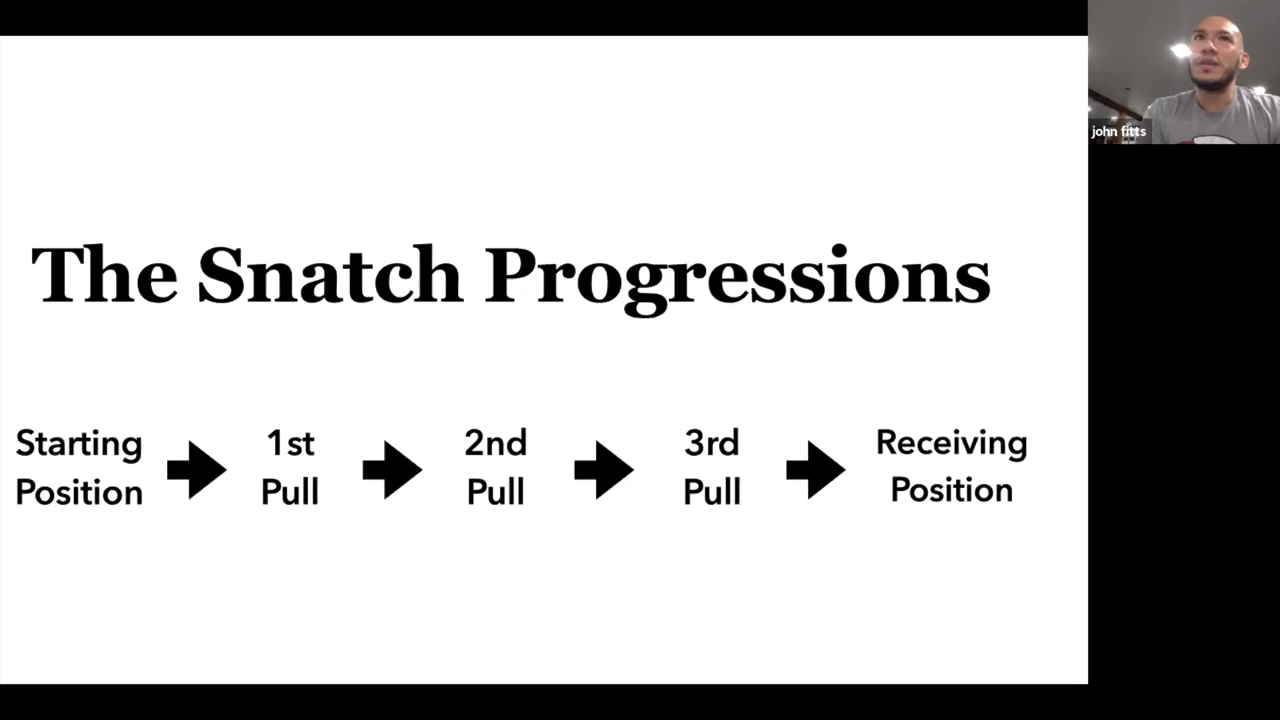 john fitts
The Snatch Progressions
Starting Position
1st Pull
2nd Pull
3rd Pull
Receiving Position